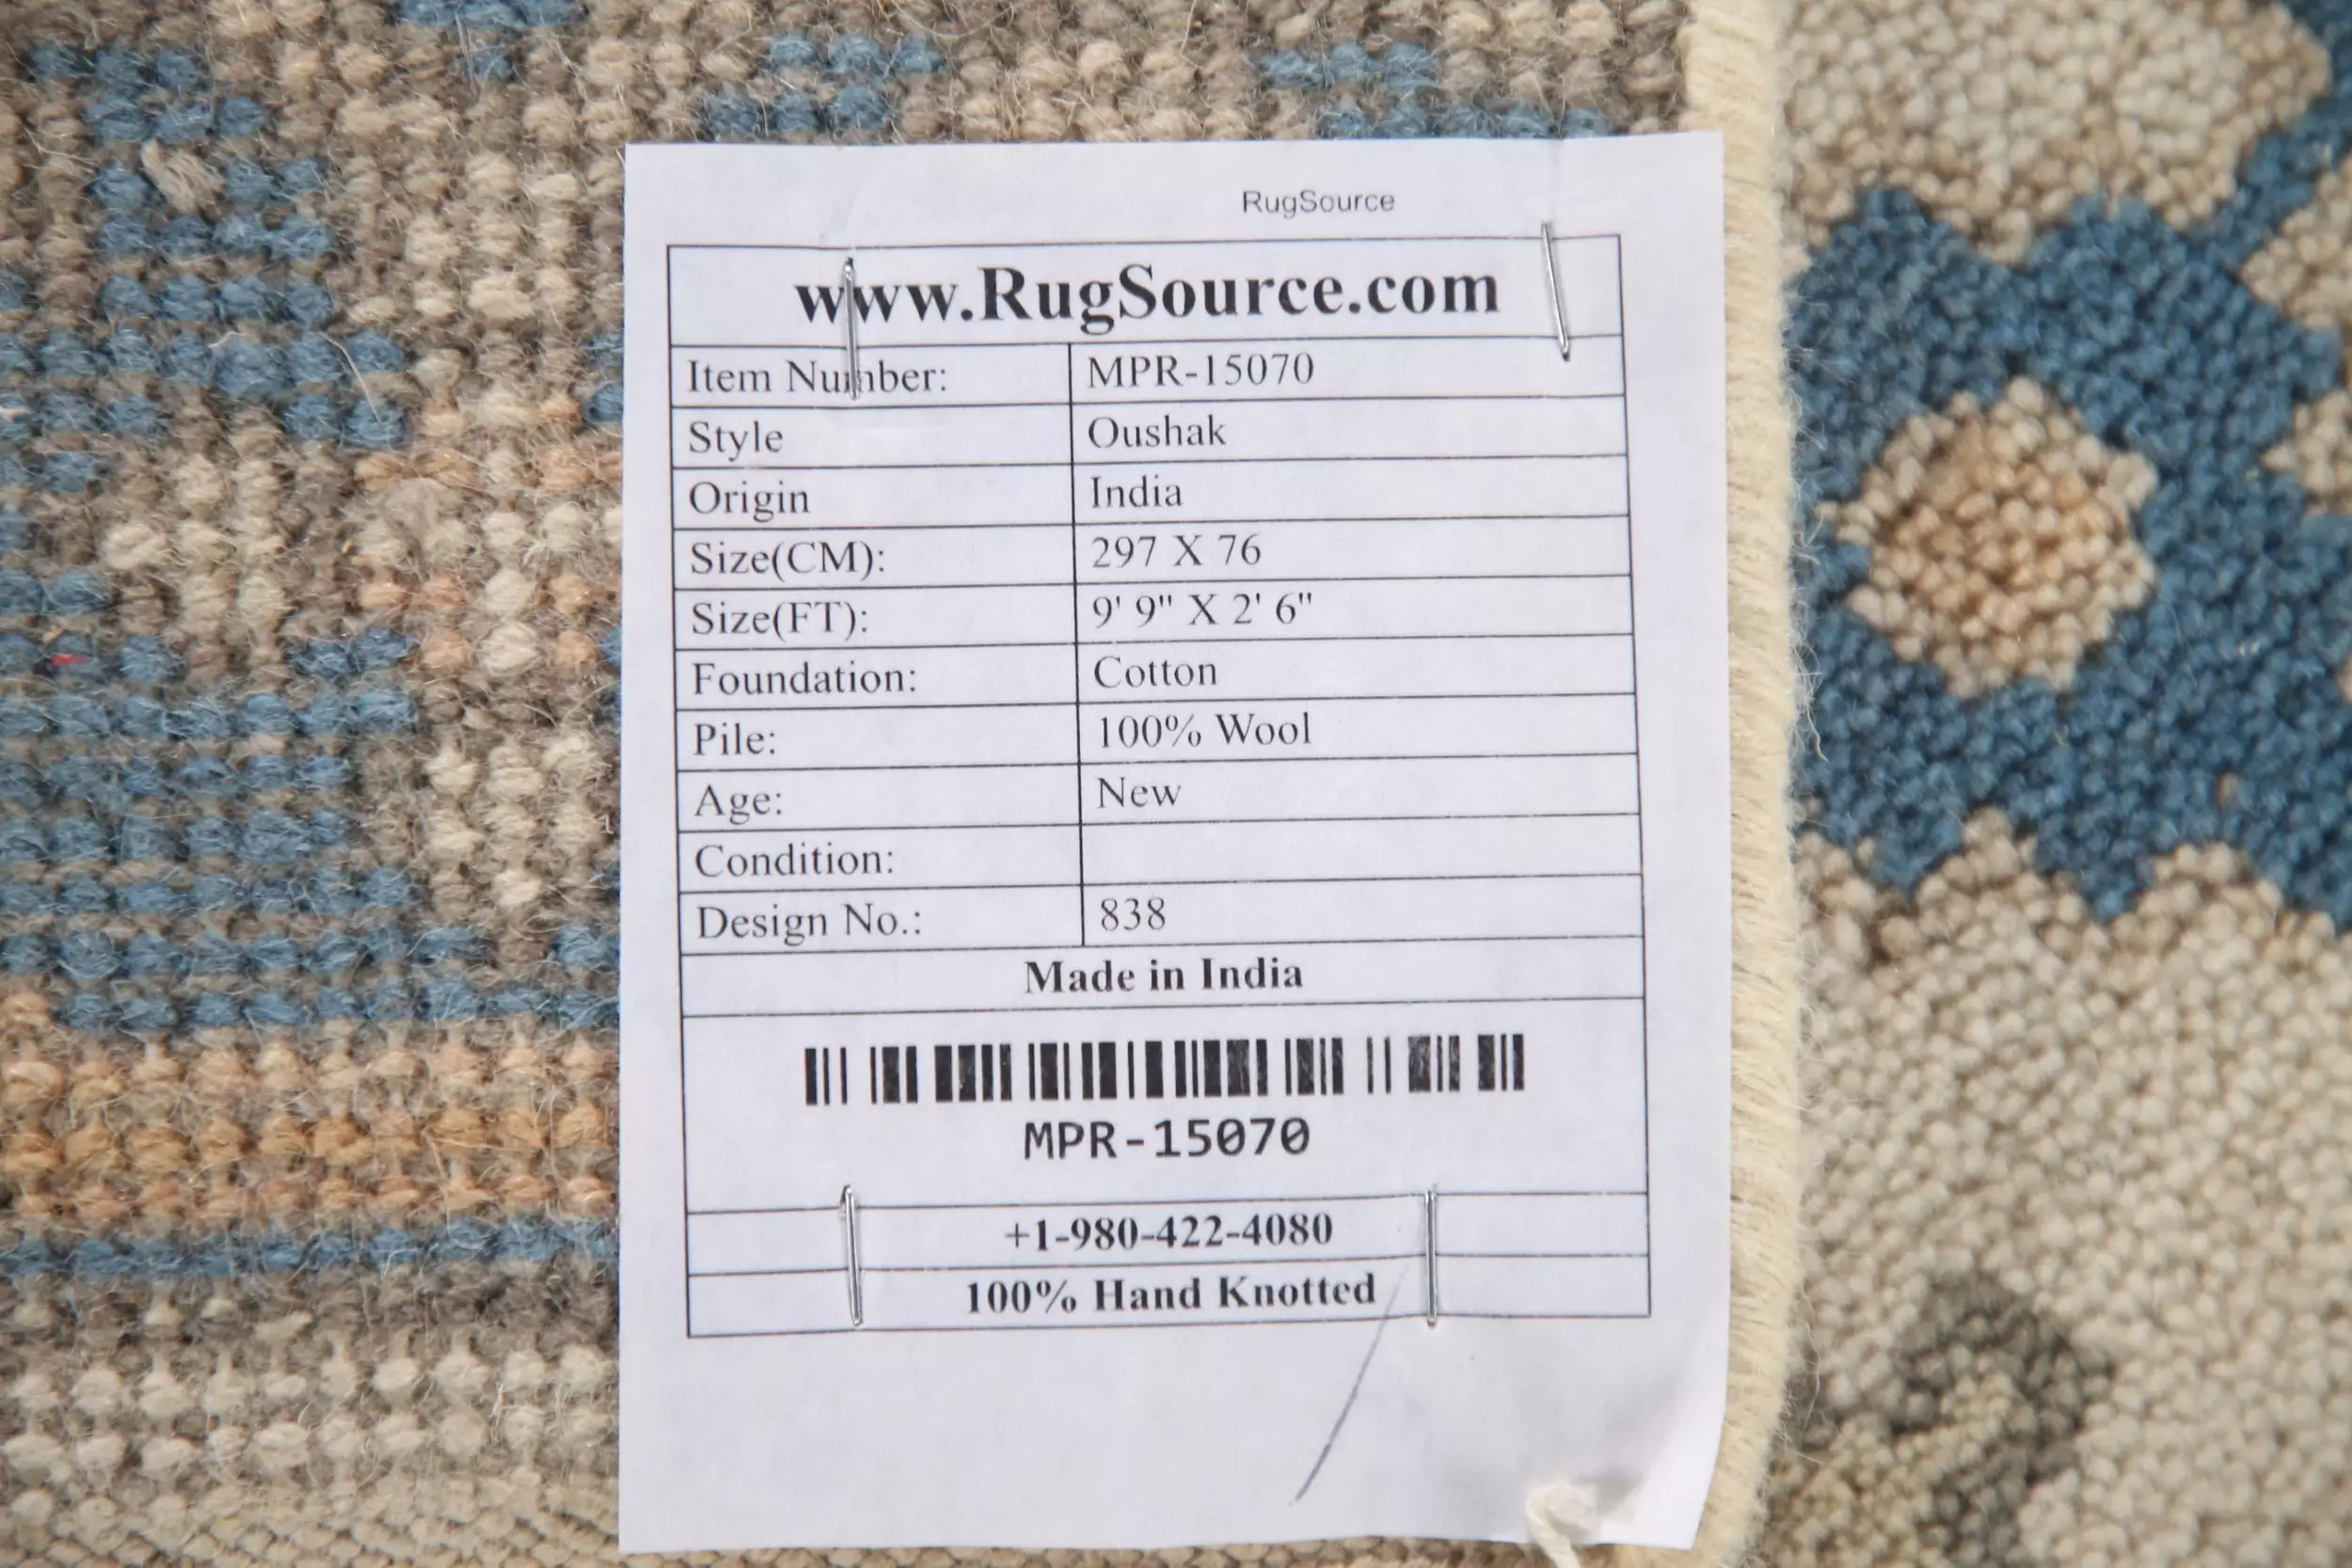 RugSource
www.RugSource.com
Item Number: MPR-15070
Style Oushak
Origin India
Size(CM): 297 X 76
Size(FT): 9' 9" X 2' 6"
Foundation: Cotton
Pile: 100% Wool
Age: New
Condition:
Design No.: 838
Made in India
MPR-15070
+1-980-422-4080
100% Hand Knotted